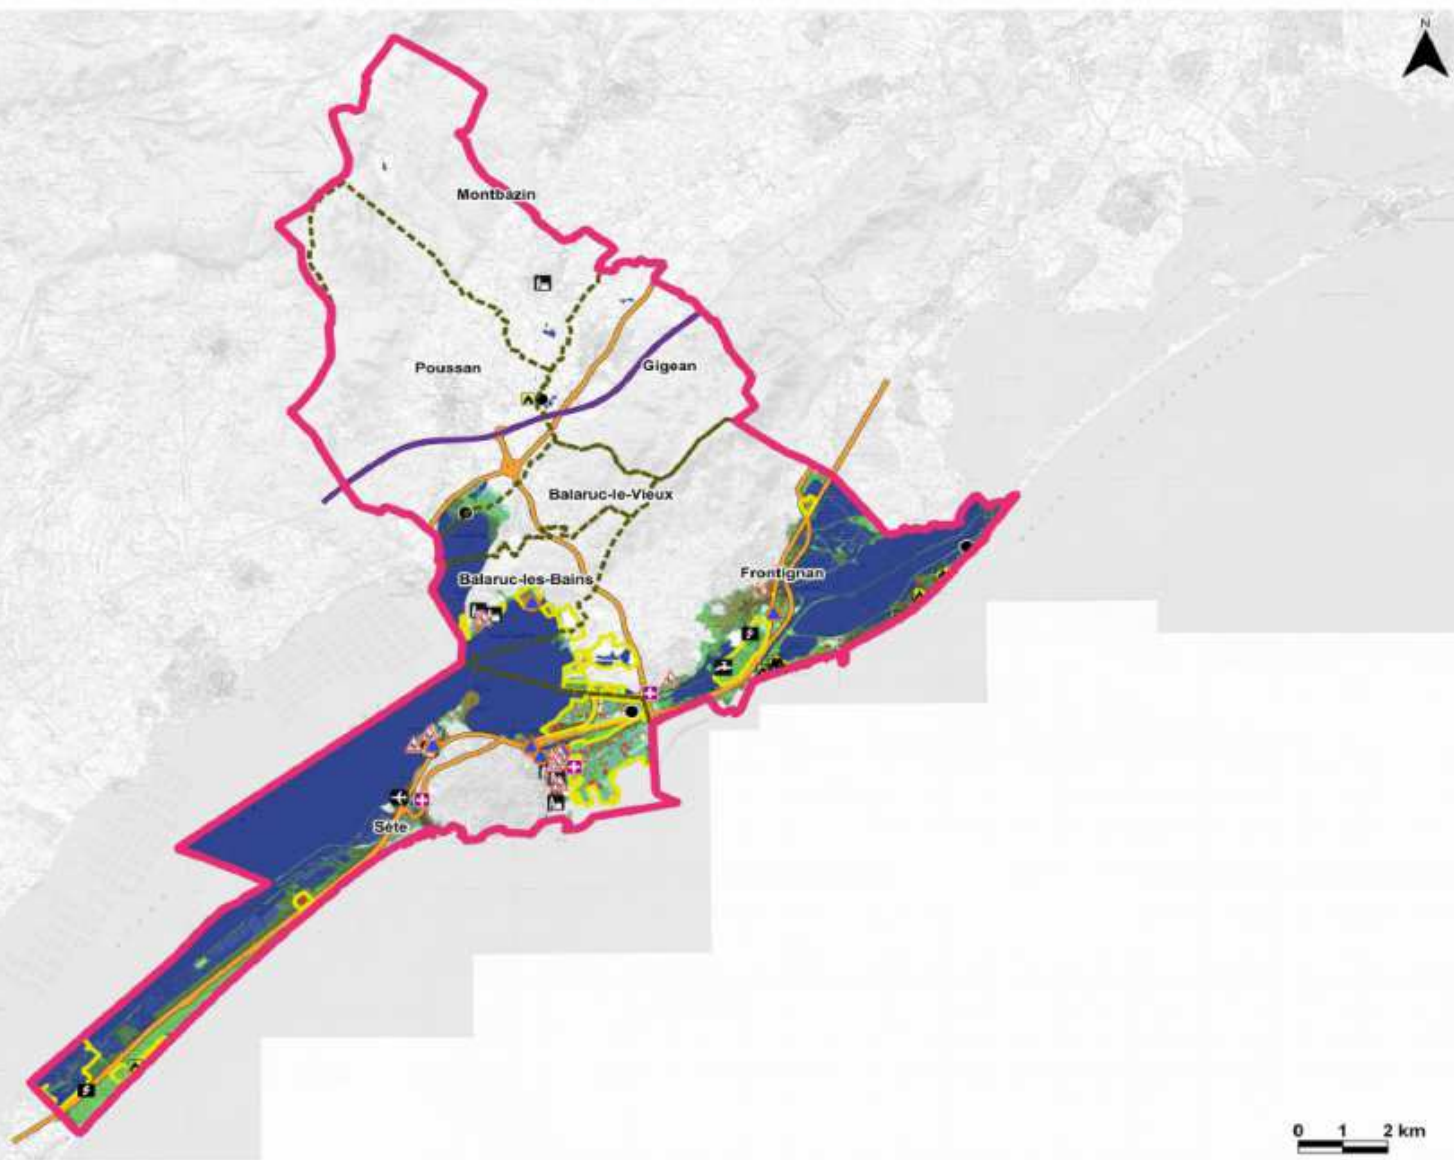 N
Montbazin
Poussan
Gigean
Balaruc-le-Vieux
Balaruc-les-Bains
Frontignan
Sète
0 1 2 km